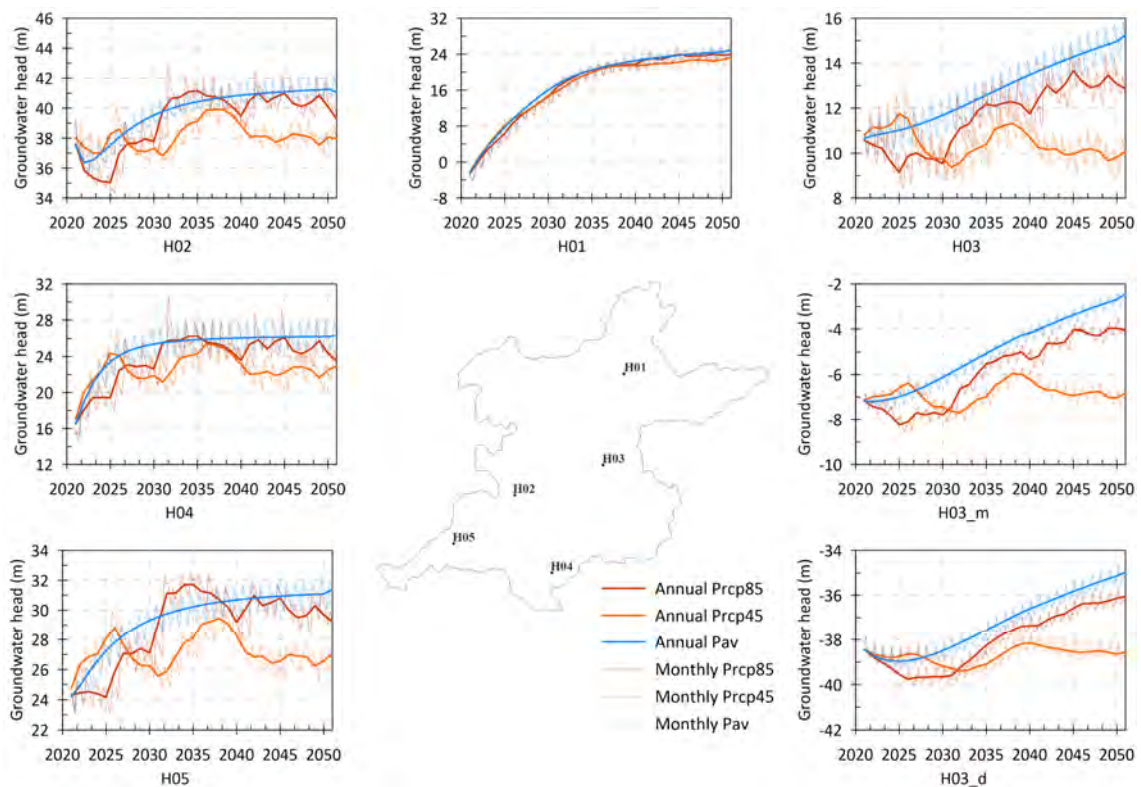 46
44
42
40
38
36
34
Groundwater head (m)
2020 2025 2030 2035 2040 2045 2050
H02
32
24
16
8
0
-8
Groundwater head (m)
2020 2025 2030 2035 2040 2045 2050
H01
16
14
12
10
8
Groundwater head (m)
2020 2025 2030 2035 2040 2045 2050
H03
32
28
24
20
16
12
Groundwater head (m)
2020 2025 2030 2035 2040 2045 2050
H04
H01
H03
H02
H05
H04
-2
-4
-6
-8
-10
Groundwater head (m)
2020 2025 2030 2035 2040 2045 2050
H03_m
34
32
30
28
26
24
22
Groundwater head (m)
2020 2025 2030 2035 2040 2045 2050
H05
Annual Prcp85
Annual Prcp45
Annual Pav
Monthly Prcp85
Monthly Prcp45
Monthly Pav
-34
-36
-38
-40
-42
Groundwater head (m)
2020 2025 2030 2035 2040 2045 2050
H03_d